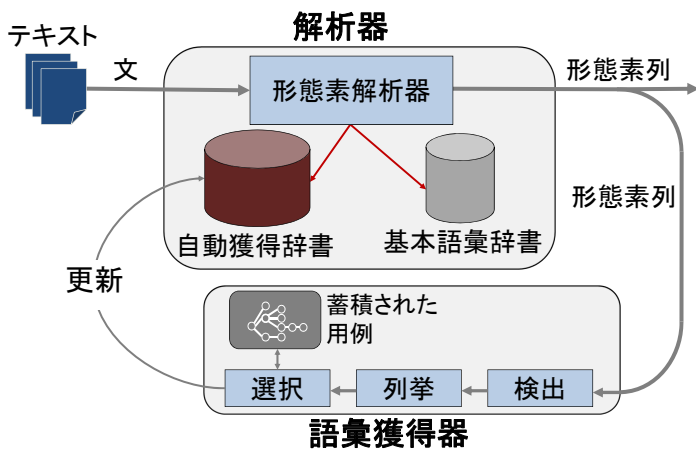 解析器
テキスト
文
形態素解析器
形態素列
形態素列
自動獲得辞書
基本語彙辞書
更新
蓄積された
用例
選択
列挙
検出
語彙獲得器